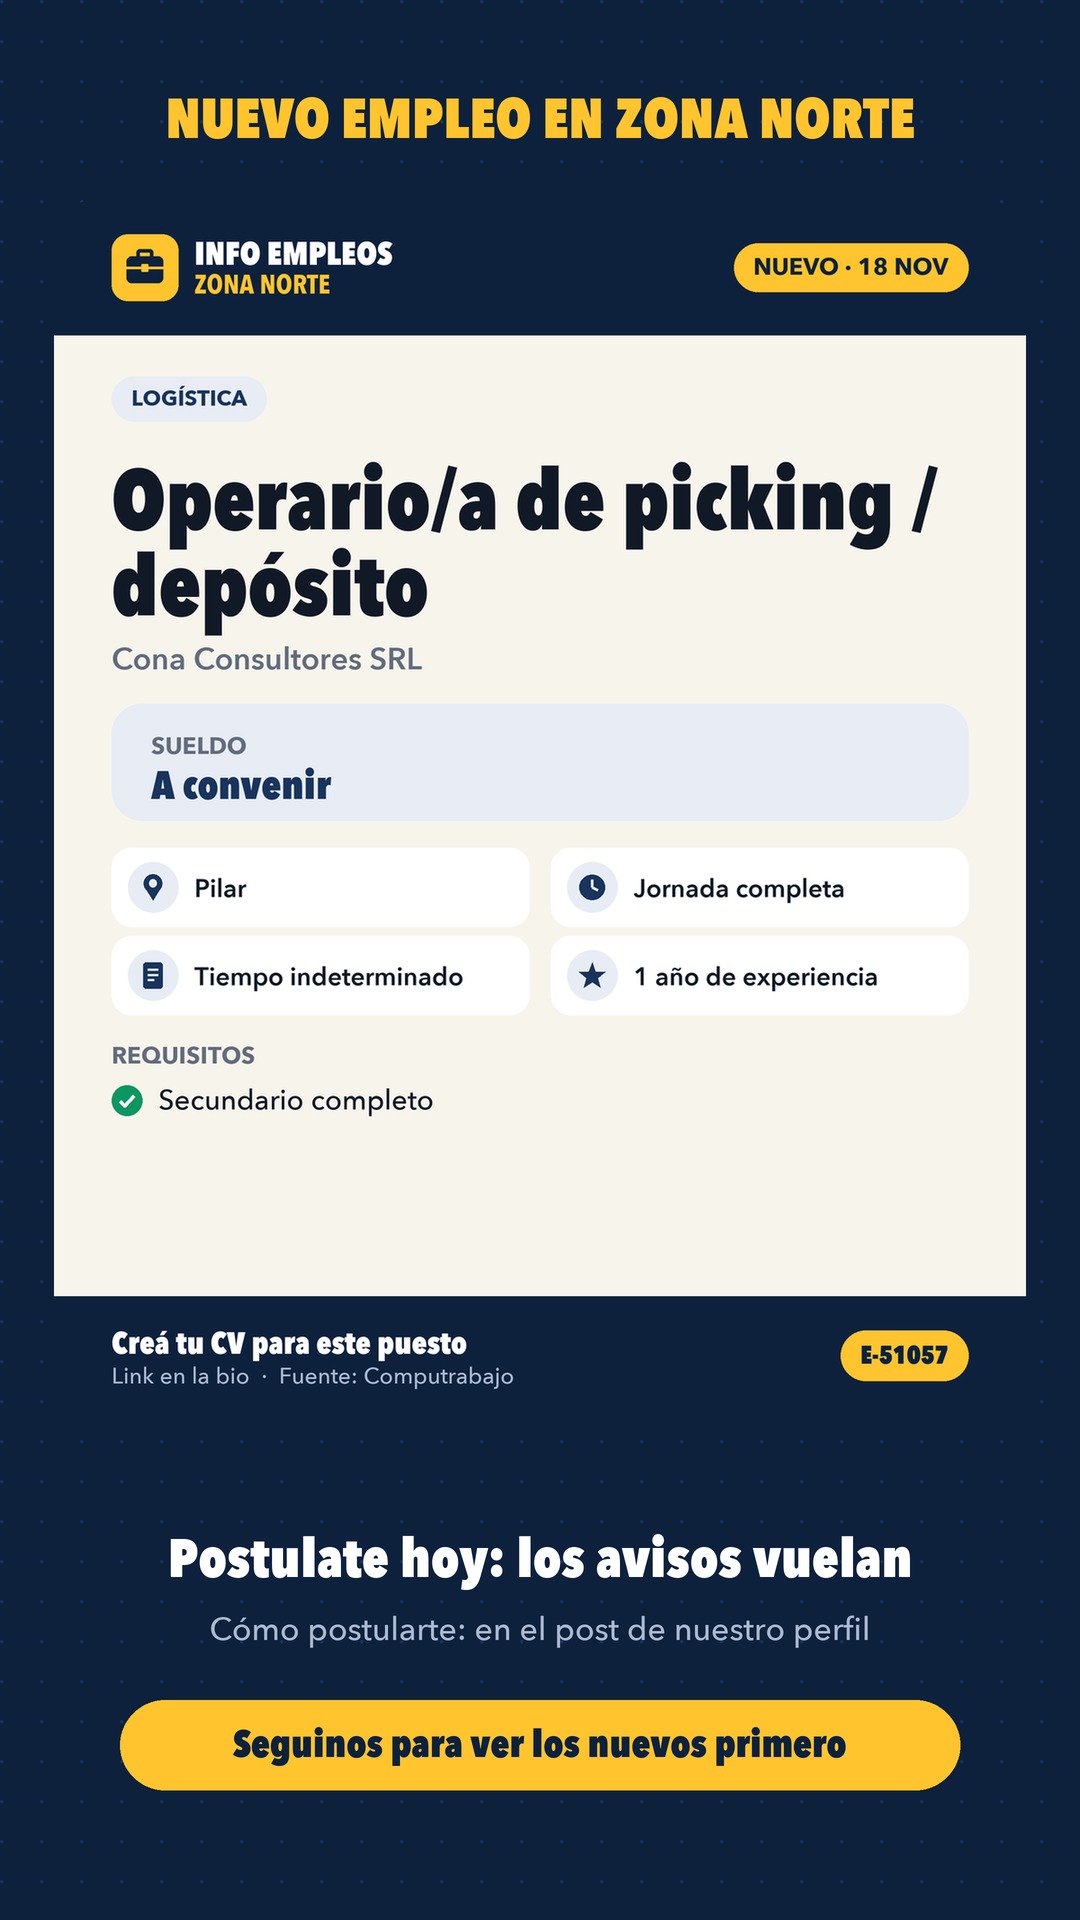 NUEVO EMPLEO EN ZONA NORTE
INFO EMPLEOS
ZONA NORTE
NUEVO · 18 NOV
LOGÍSTICA
Operario/a de picking /
depósito
Cona Consultores SRL
SUELDO
A convenir
Pilar
Jornada completa
Tiempo indeterminado
1 año de experiencia
REQUISITOS
Secundario completo
Creá tu CV para este puesto
Link en la bio · Fuente: Computrabajo
E-51057
Postulate hoy: los avisos vuelan
Cómo postularte: en el post de nuestro perfil
Seguinos para ver los nuevos primero